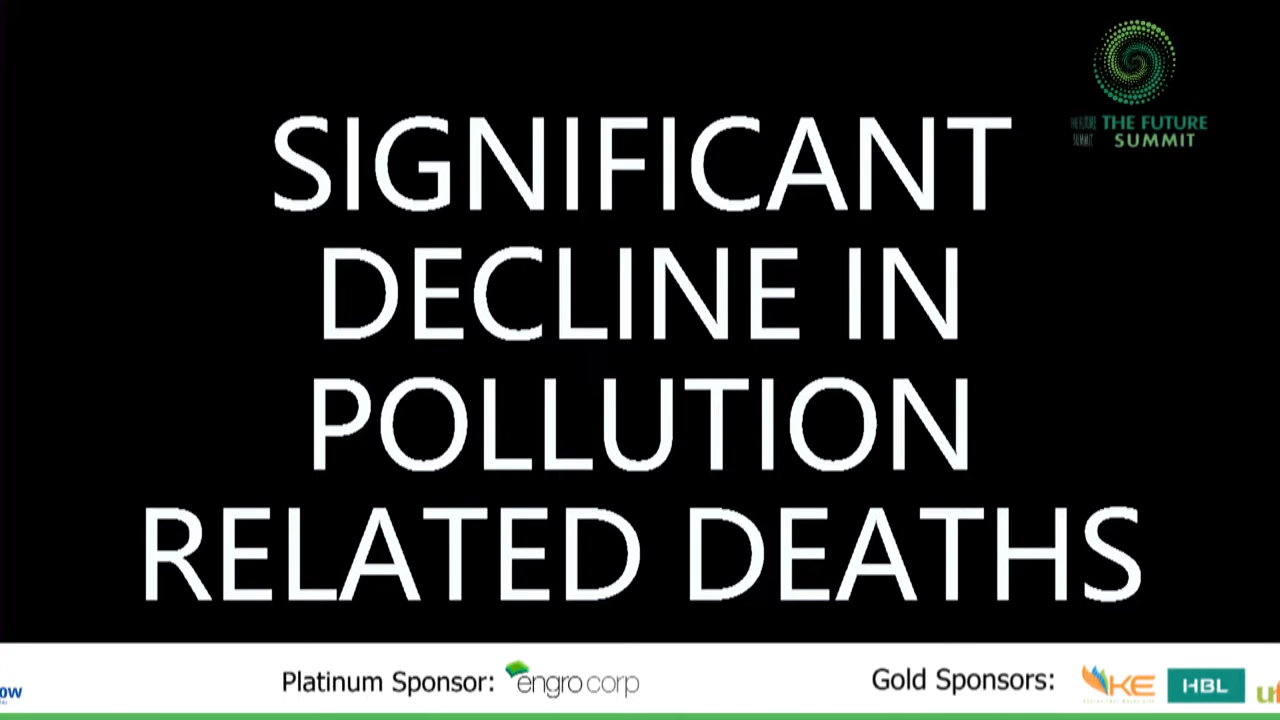 THE FUTURE
SUMMIT
SIGNIFICANT
DECLINE IN
POLLUTION
RELATED DEATHS
Platinum Sponsor: engro corp
Gold Sponsors: KE HBL